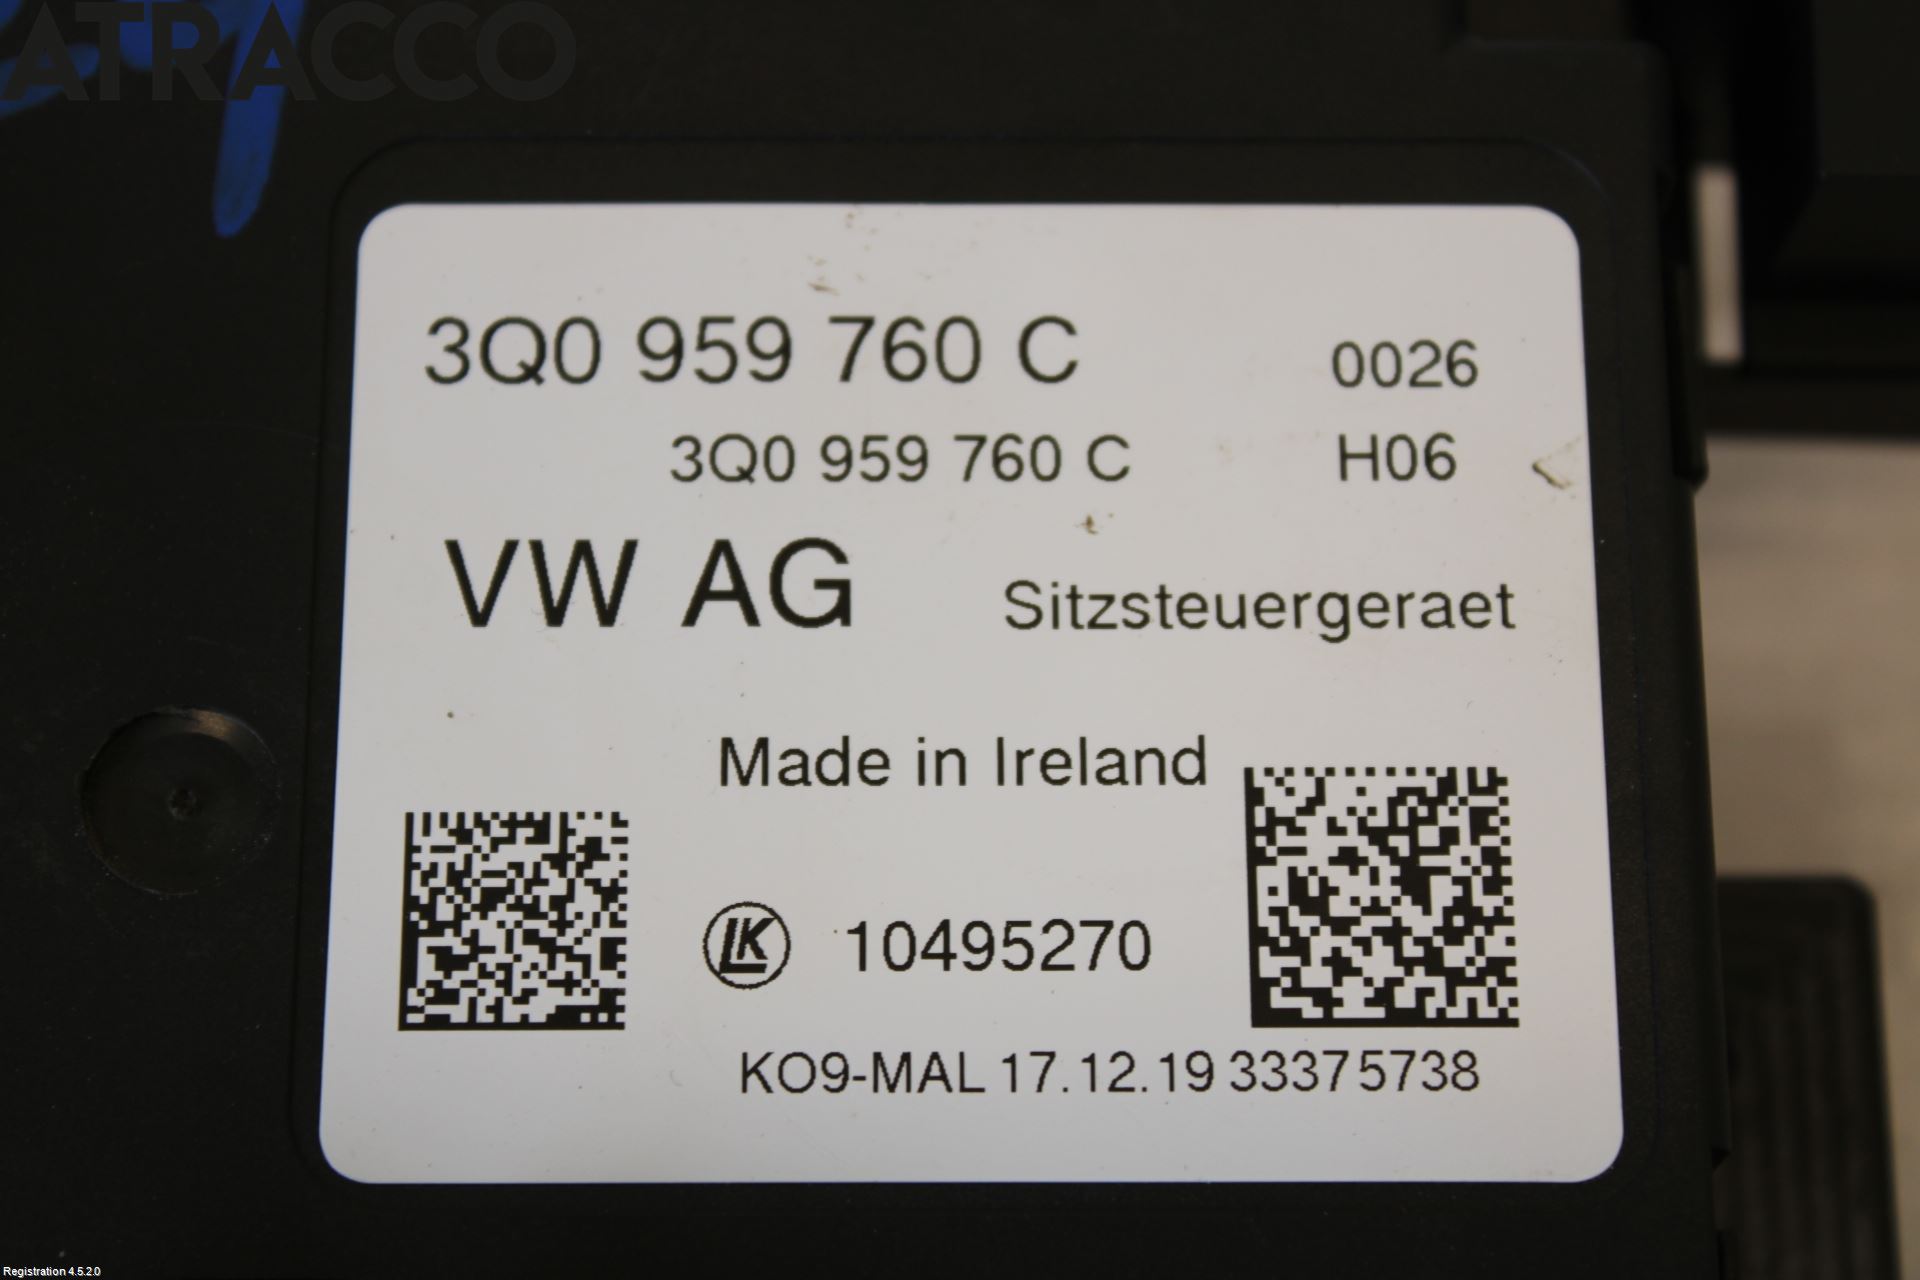 ATRACCO
3Q0 959 760 C 0026
3Q0 959 760 C H06
VW AG Sitzsteuergeraet
Made in Ireland
LK 10495270
KO9-MAL 17.12.19 33375738
Registration 4.5.2.0